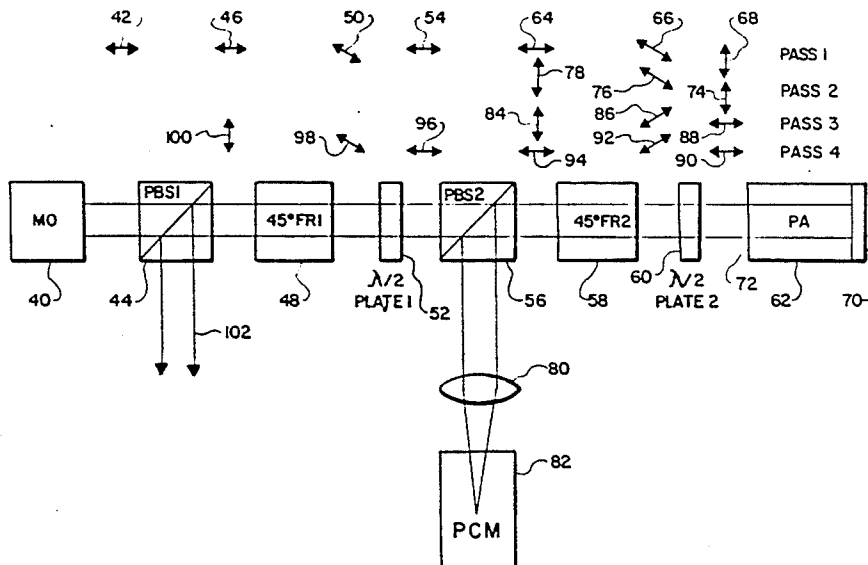 42 46 50 54 64 66 68 PASS 1
78 76 74 PASS 2
100 98 96 84 86 88 PASS 3
94 92 90 PASS 4
MO PBS1 45°FR1 PBS2 45°FR2 PA
40 44 48 λ/2 PLATE 1 52 56 58 60 λ/2 PLATE 2 72 62 70
102
80
82
PCM